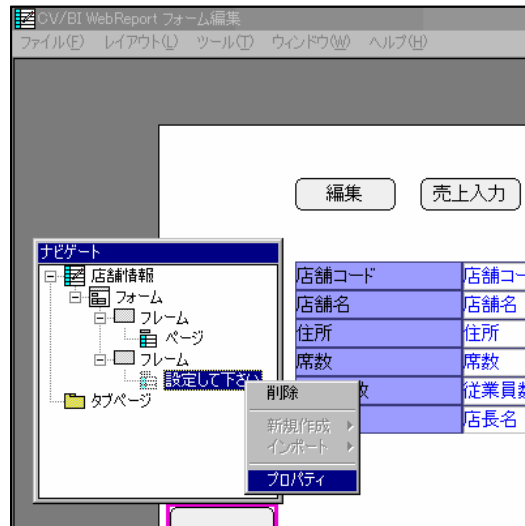 CV/BI WebReport フォーム編集
ファイル(F) レイアウト(L) ツール(T) ウィンドウ(W) ヘルプ(H)
編集 売上入力
ナビゲート
店舗情報
フォーム
フレーム
ページ
フレーム
設定して下さい
タブページ
削除
新規作成
インポート
プロパティ
店舗コード 店舗コー
店舗名 店舗名
住所 住所
席数 席数
数 従業員数
店長名